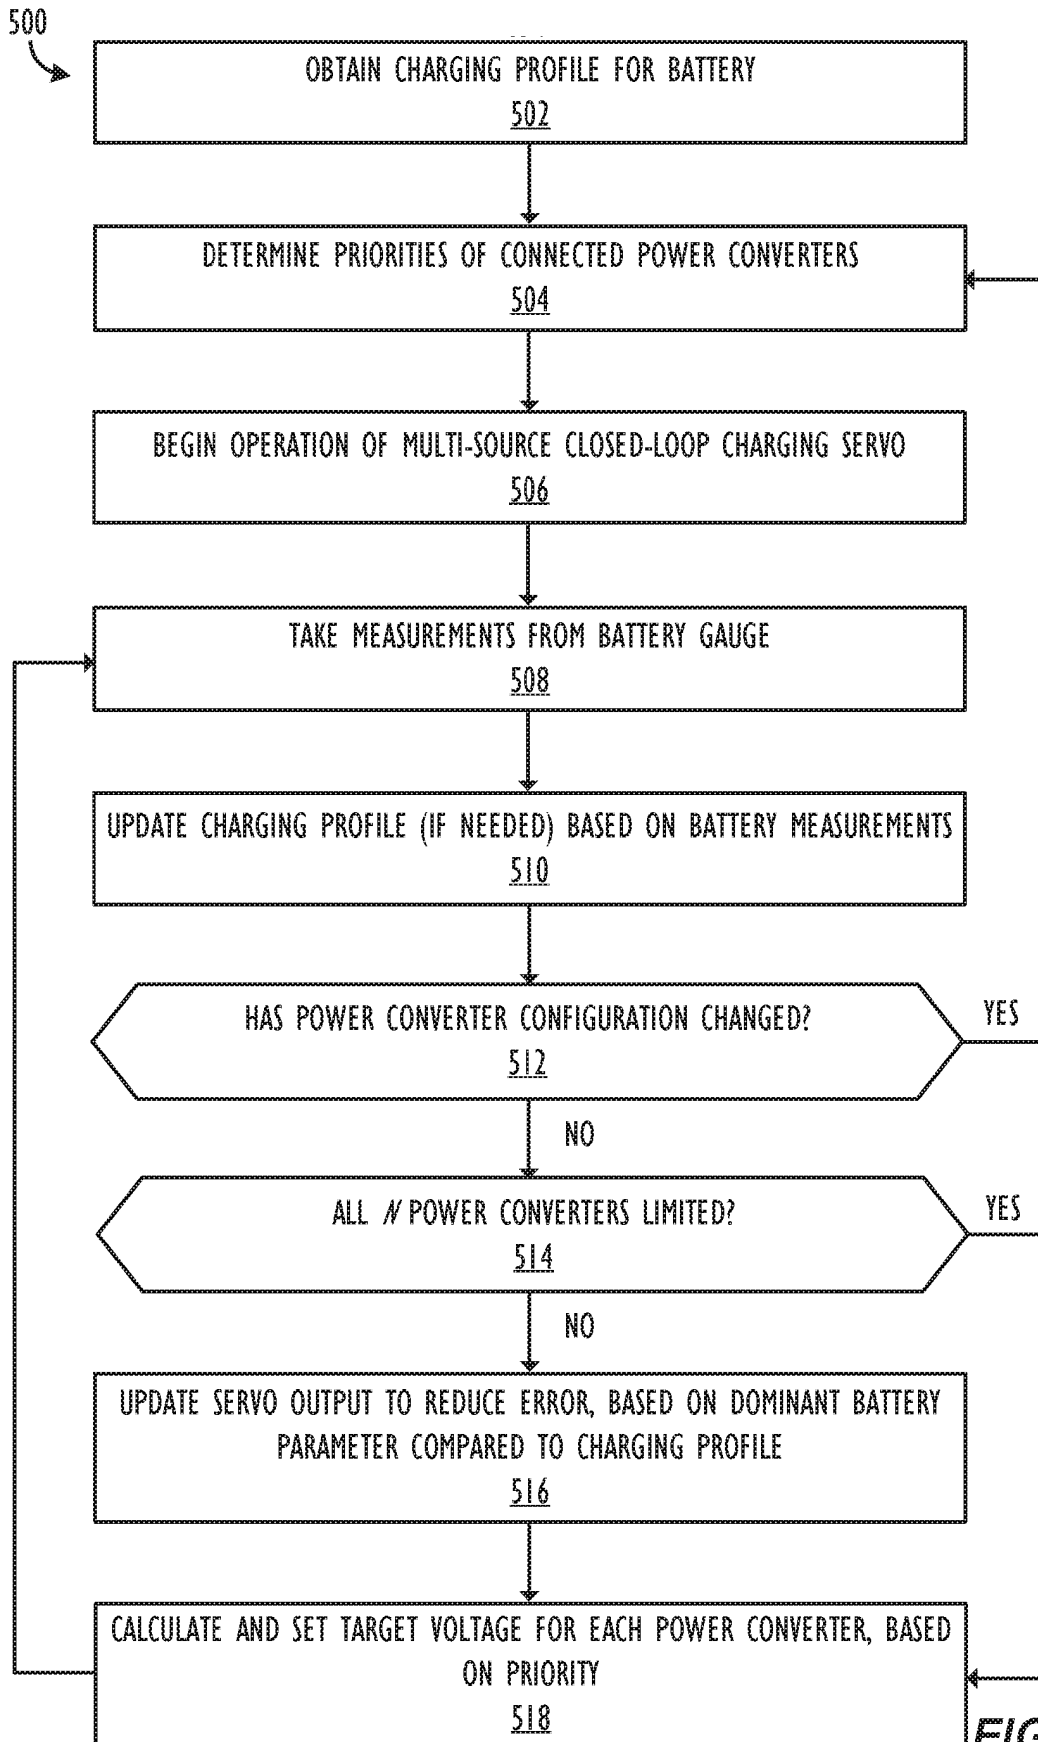 500
OBTAIN CHARGING PROFILE FOR BATTERY
502
DETERMINE PRIORITIES OF CONNECTED POWER CONVERTERS
504
BEGIN OPERATION OF MULTI-SOURCE CLOSED-LOOP CHARGING SERVO
506
TAKE MEASUREMENTS FROM BATTERY GAUGE
508
UPDATE CHARGING PROFILE (IF NEEDED) BASED ON BATTERY MEASUREMENTS
510
HAS POWER CONVERTER CONFIGURATION CHANGED?
512
YES
NO
ALL N POWER CONVERTERS LIMITED?
514
YES
NO
UPDATE SERVO OUTPUT TO REDUCE ERROR, BASED ON DOMINANT BATTERY
PARAMETER COMPARED TO CHARGING PROFILE
516
CALCULATE AND SET TARGET VOLTAGE FOR EACH POWER CONVERTER, BASED
ON PRIORITY
518
FIG